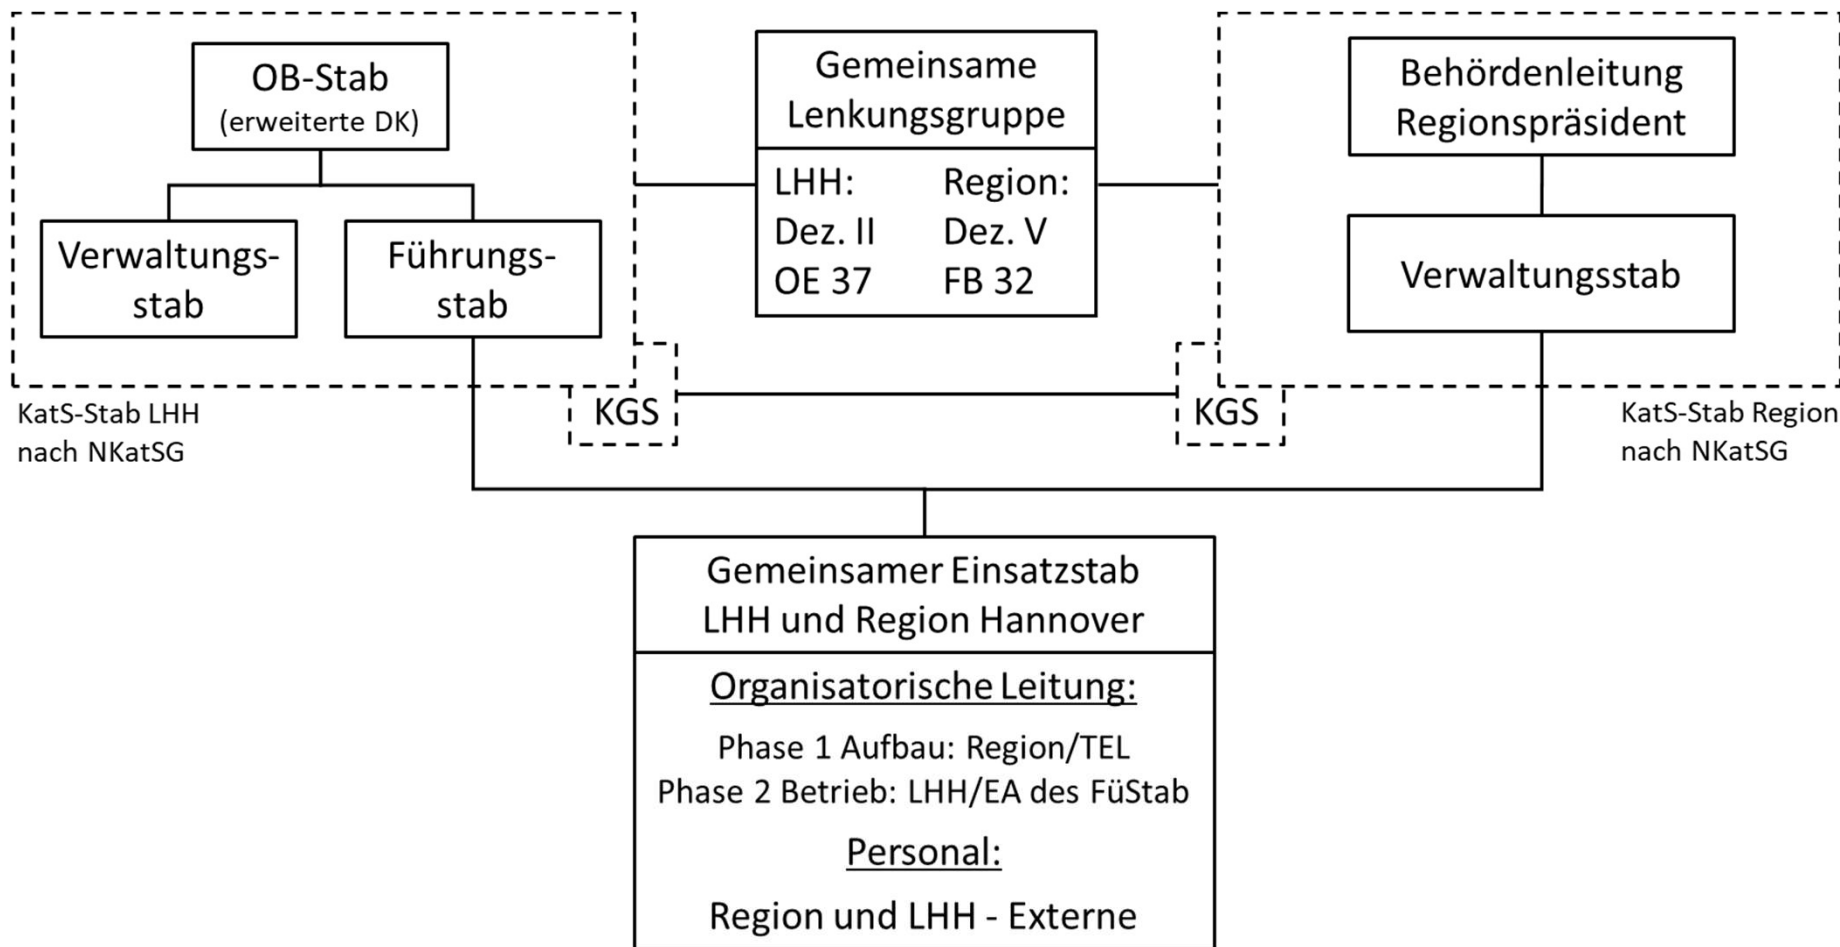 OB-Stab
(erweiterte DK)
Verwaltungs-
stab
Führungs-
stab
KatS-Stab LHH
nach NKatSG
KGS
Gemeinsame
Lenkungsgruppe
LHH:
Dez. II
OE 37
Region:
Dez. V
FB 32
Behördenleitung
Regionspräsident
Verwaltungsstab
KGS
KatS-Stab Region
nach NKatSG
Gemeinsamer Einsatzstab
LHH und Region Hannover
Organisatorische Leitung:
Phase 1 Aufbau: Region/TEL
Phase 2 Betrieb: LHH/EA des FüStab
Personal:
Region und LHH - Externe